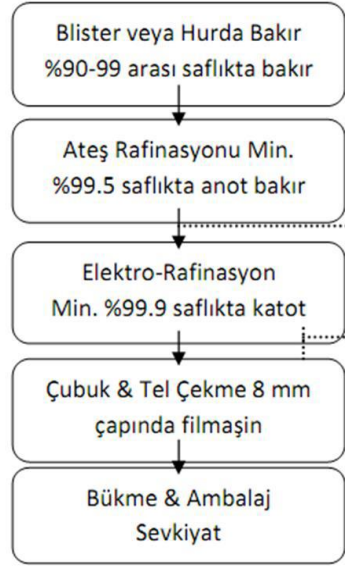 Blister veya Hurda Bakır
%90-99 arası saflıkta bakır
Ateş Rafinasyonu Min.
%99.5 saflıkta anot bakır
Elektro-Rafinasyon
Min. %99.9 saflıkta katot
Çubuk & Tel Çekme 8 mm
çapında filmaşin
Bükme & Ambalaj
Sevkiyat